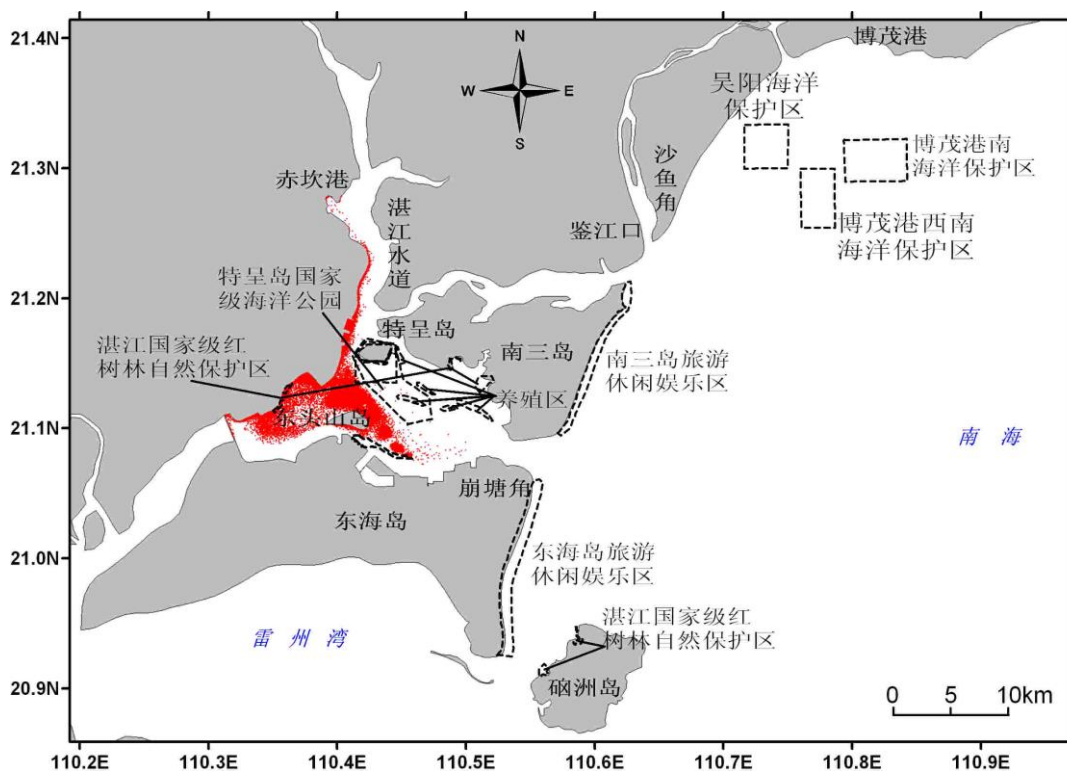 21.4N
21.3N
21.2N
21.1N
21.0N
20.9N
N
W
E
S
博茂港
吴阳海洋
保护区
博茂港南
海洋保护区
博茂港西南
海洋保护区
沙鱼角
鉴江口
赤坎港
湛江水道
特呈岛国家
级海洋公园
特呈岛
湛江国家级红
树林自然保护区
南三岛
南三岛旅游
休闲娱乐区
养殖区
东头山岛
南 海
崩塘角
东海岛
东海岛旅游
休闲娱乐区
雷 州 湾
湛江国家级红
树林自然保护区
硇洲岛
0 5 10km
110.2E 110.3E 110.4E 110.5E 110.6E 110.7E 110.8E 110.9E